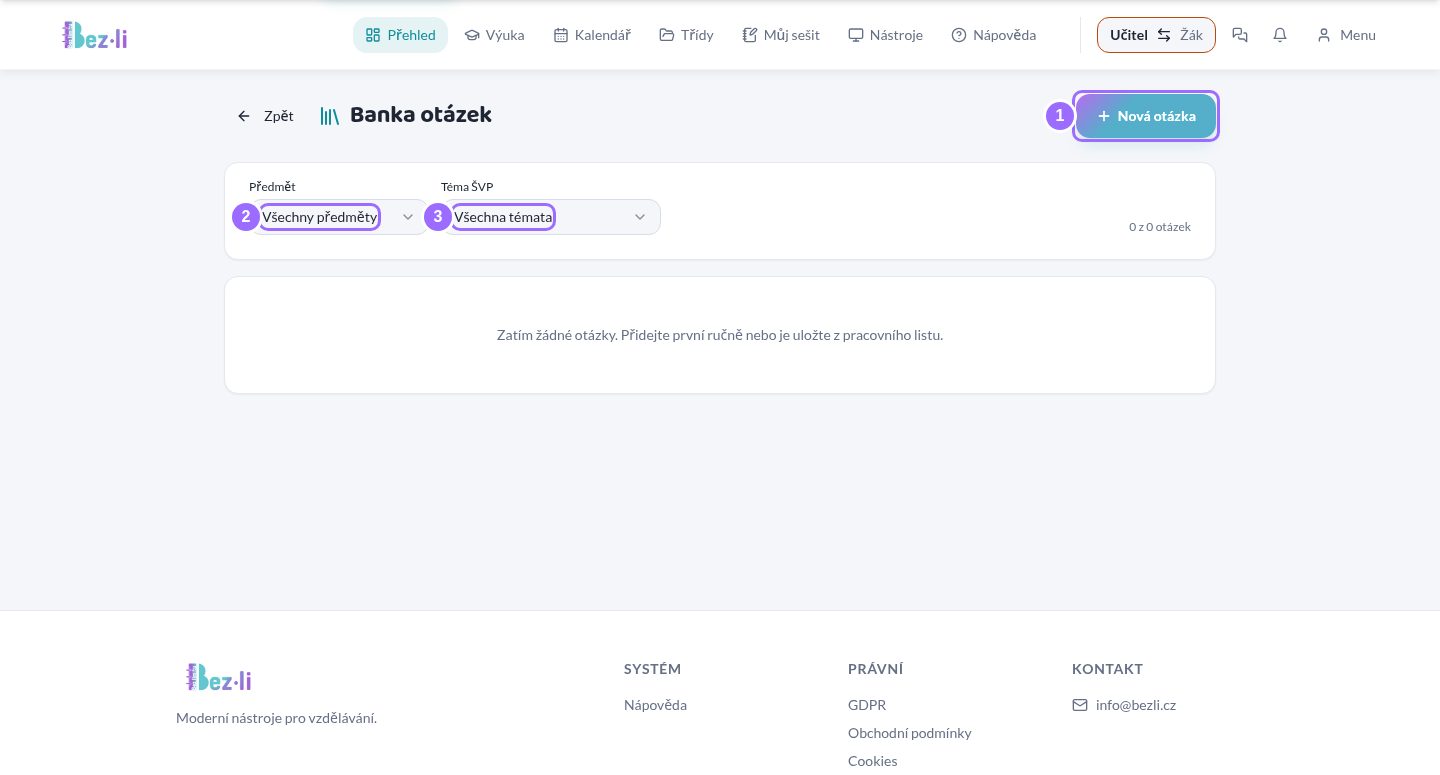 Bez·li
Přehled
Výuka
Kalendář
Třídy
Můj sešit
Nástroje
Nápověda
Učitel
Žák
Menu
Zpět
Banka otázek
1
Nová otázka
Předmět
Téma ŠVP
2
Všechny předměty
3
Všechna témata
0 z 0 otázek
Zatím žádné otázky. Přidejte první ručně nebo je uložte z pracovního listu.
Bez·li
Moderní nástroje pro vzdělávání.
SYSTÉM
Nápověda
PRÁVNÍ
GDPR
Obchodní podmínky
Cookies
KONTAKT
info@bezli.cz